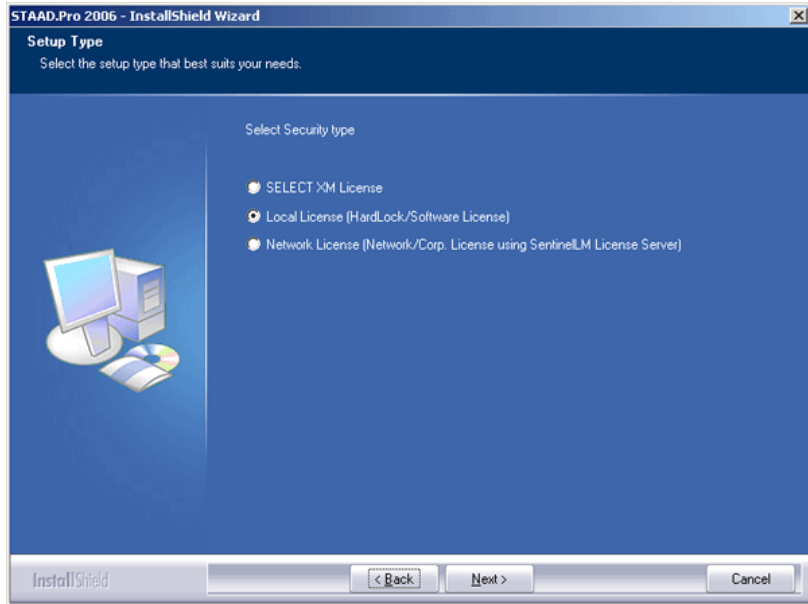 STAAD.Pro 2006 - InstallShield Wizard
Setup Type
Select the setup type that best suits your needs.
Select Security type
SELECT XM License
Local License (HardLock/Software License)
Network License (Network/Corp. License using SentinelLM License Server)
InstallShield
< Back
Next >
Cancel